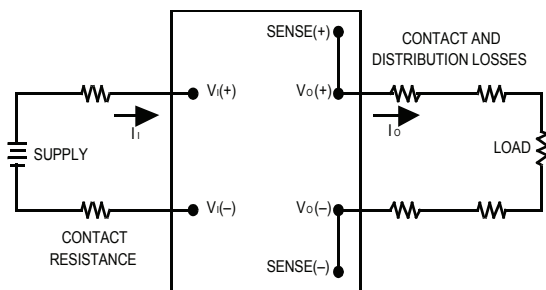 SENSE(+)
CONTACT AND
DISTRIBUTION LOSSES
VI(+)
VO(+)
II
IO
SUPPLY
LOAD
VI(–)
VO(–)
CONTACT
RESISTANCE
SENSE(–)